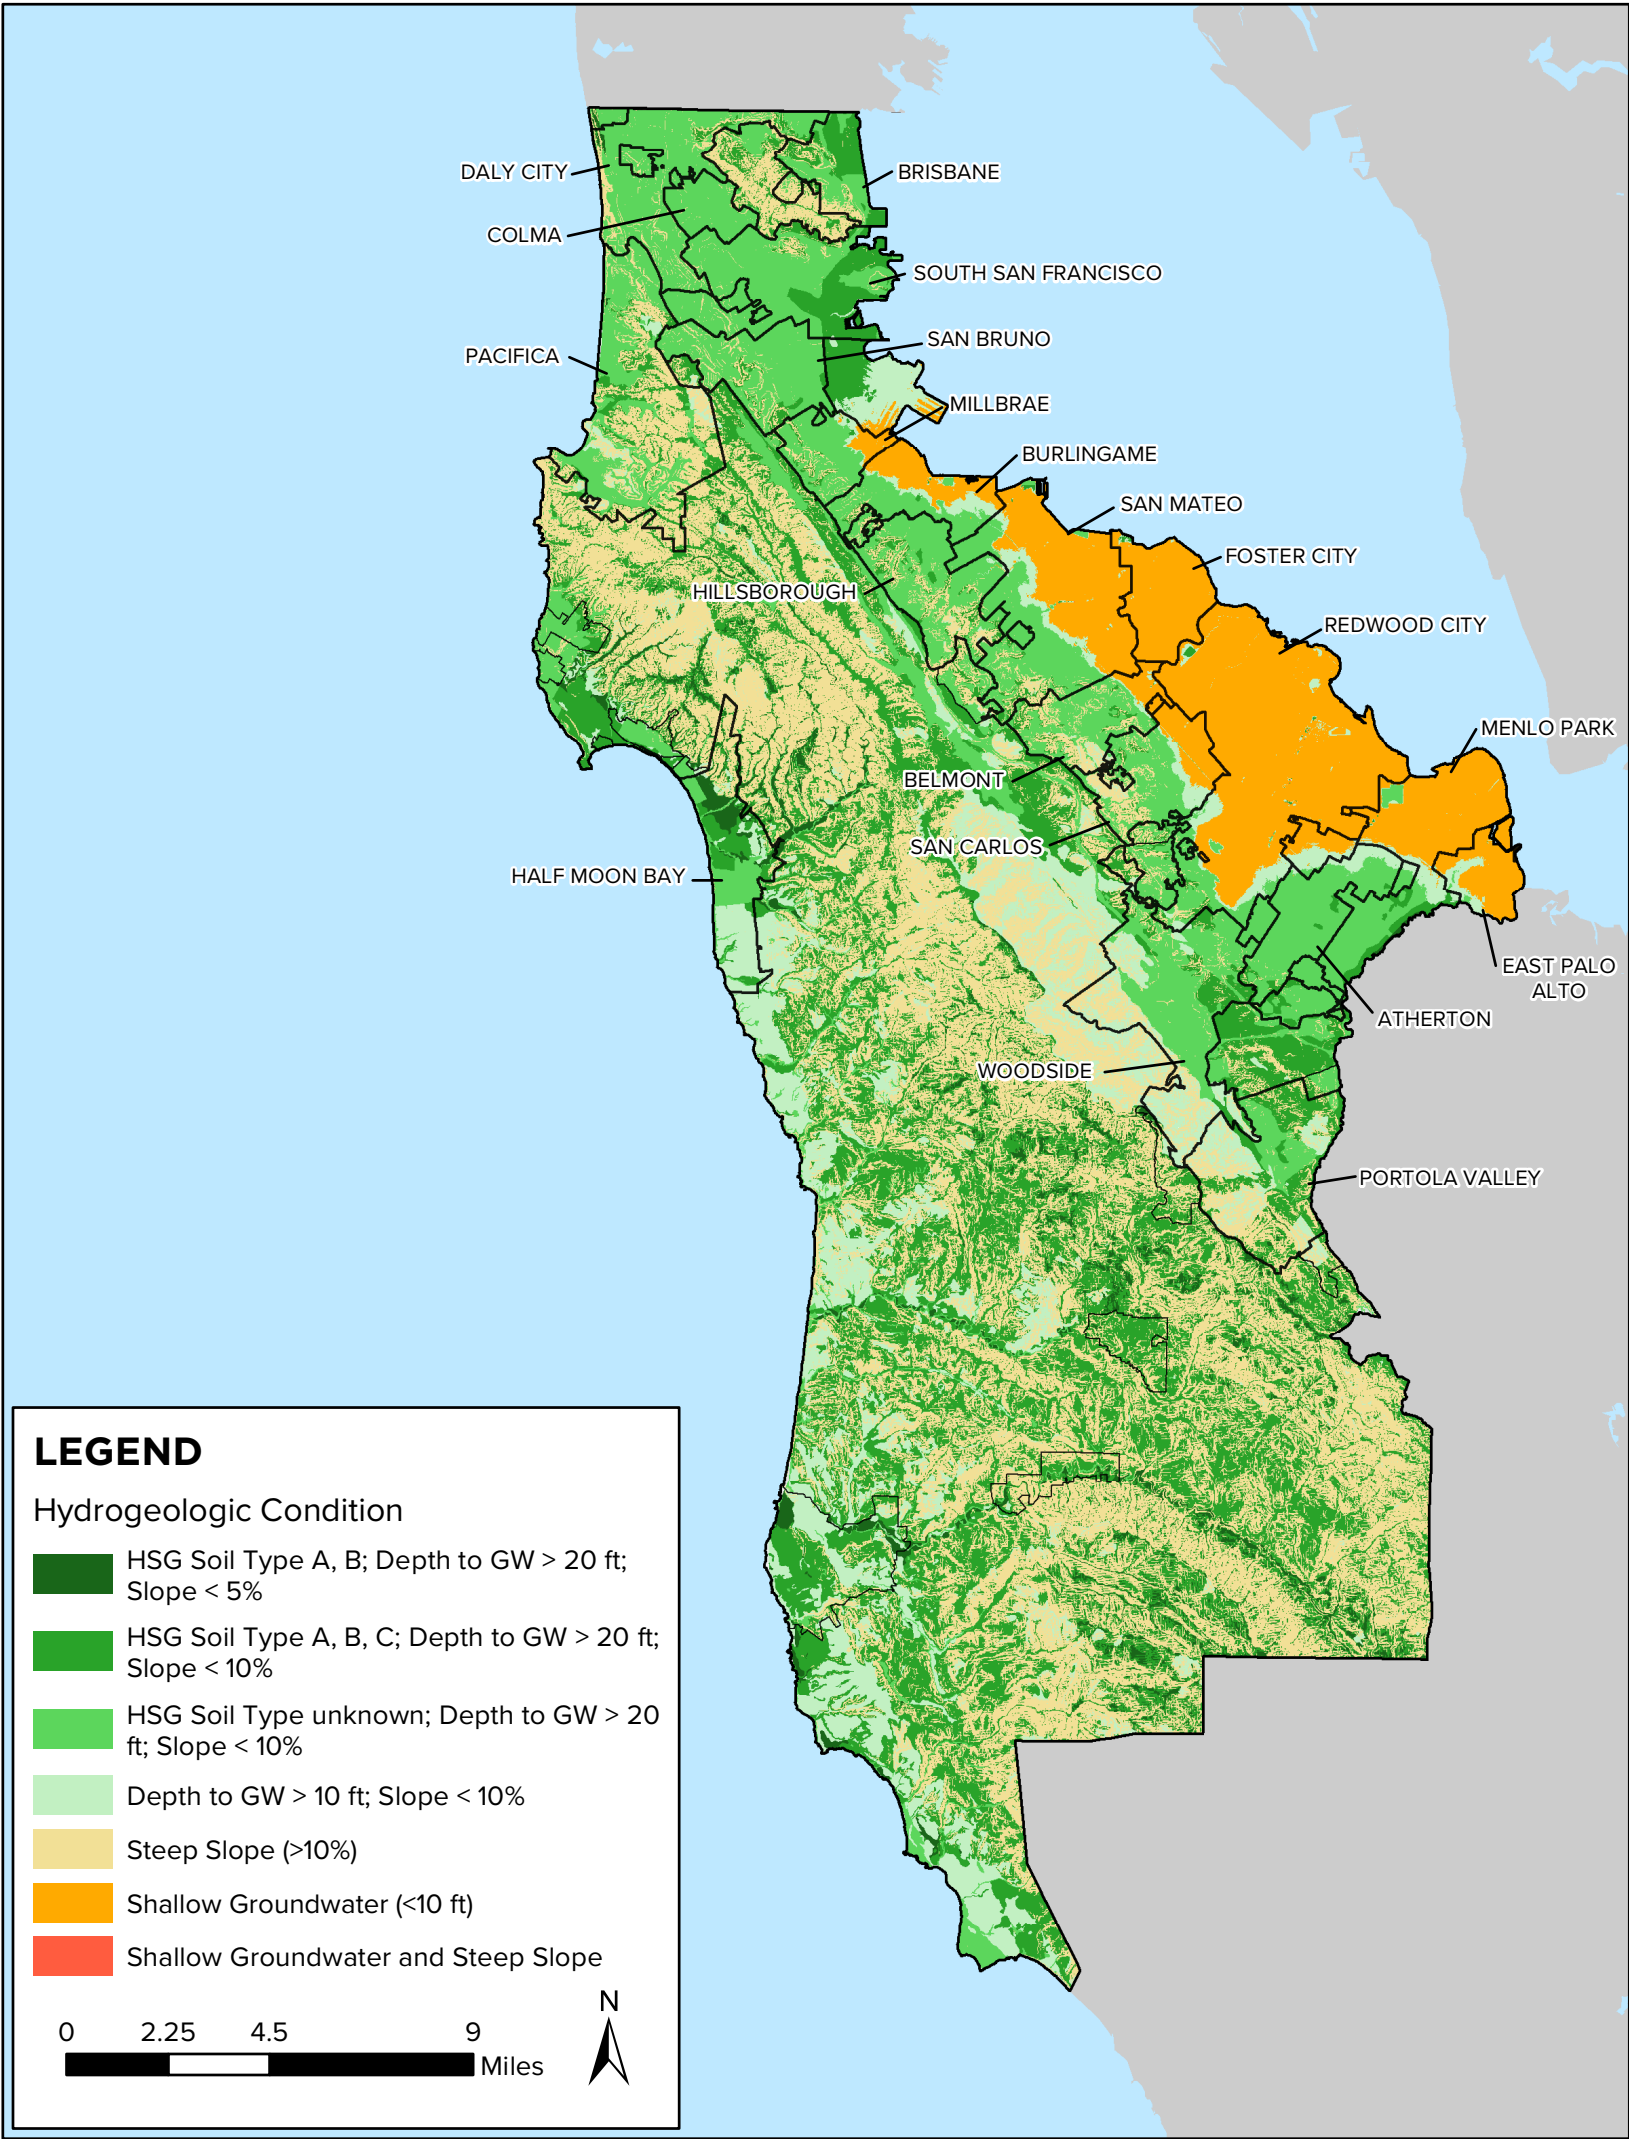 DALY CITY
BRISBANE
COLMA
SOUTH SAN FRANCISCO
SAN BRUNO
PACIFICA
MILLBRAE
BURLINGAME
SAN MATEO
FOSTER CITY
HILLSBOROUGH
REDWOOD CITY
MENLO PARK
BELMONT
SAN CARLOS
HALF MOON BAY
EAST PALO
ALTO
ATHERTON
WOODSIDE
PORTOLA VALLEY
LEGEND
Hydrogeologic Condition
HSG Soil Type A, B; Depth to GW > 20 ft;
Slope < 5%
HSG Soil Type A, B, C; Depth to GW > 20 ft;
Slope < 10%
HSG Soil Type unknown; Depth to GW > 20
ft; Slope < 10%
Depth to GW > 10 ft; Slope < 10%
Steep Slope (>10%)
Shallow Groundwater (<10 ft)
Shallow Groundwater and Steep Slope
N
0 2.25 4.5 9
Miles